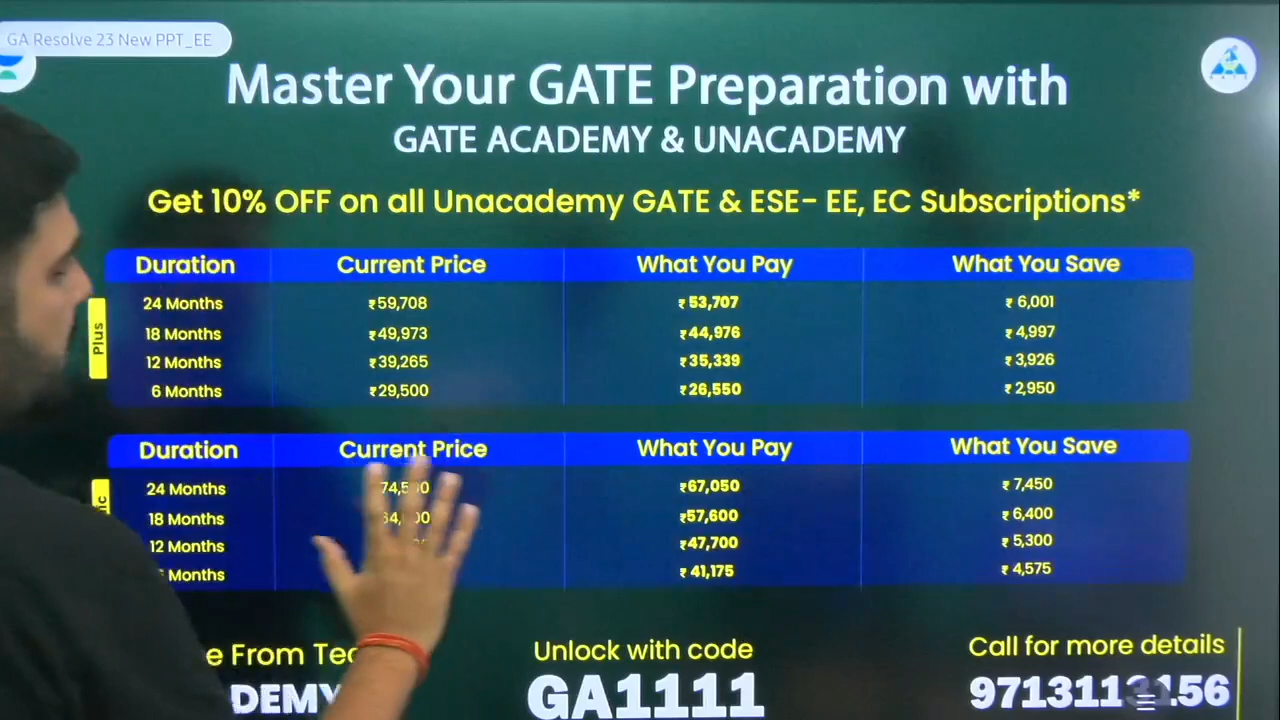 GA Resolve 23 New PPT_EE
Master Your GATE Preparation with
GATE ACADEMY & UNACADEMY
Get 10% OFF on all Unacademy GATE & ESE- EE, EC Subscriptions*
Duration Current Price What You Pay What You Save
Plus
24 Months ₹59,708 ₹53,707 ₹6,001
18 Months ₹49,973 ₹44,976 ₹4,997
12 Months ₹39,265 ₹35,339 ₹3,926
6 Months ₹29,500 ₹26,550 ₹2,950
Duration Current Price What You Pay What You Save
24 Months ₹67,050 ₹7,450
18 Months ₹57,600 ₹6,400
12 Months ₹47,700 ₹5,300
Months ₹41,175 ₹4,575
From
Unlock with code
GA1111
Call for more details